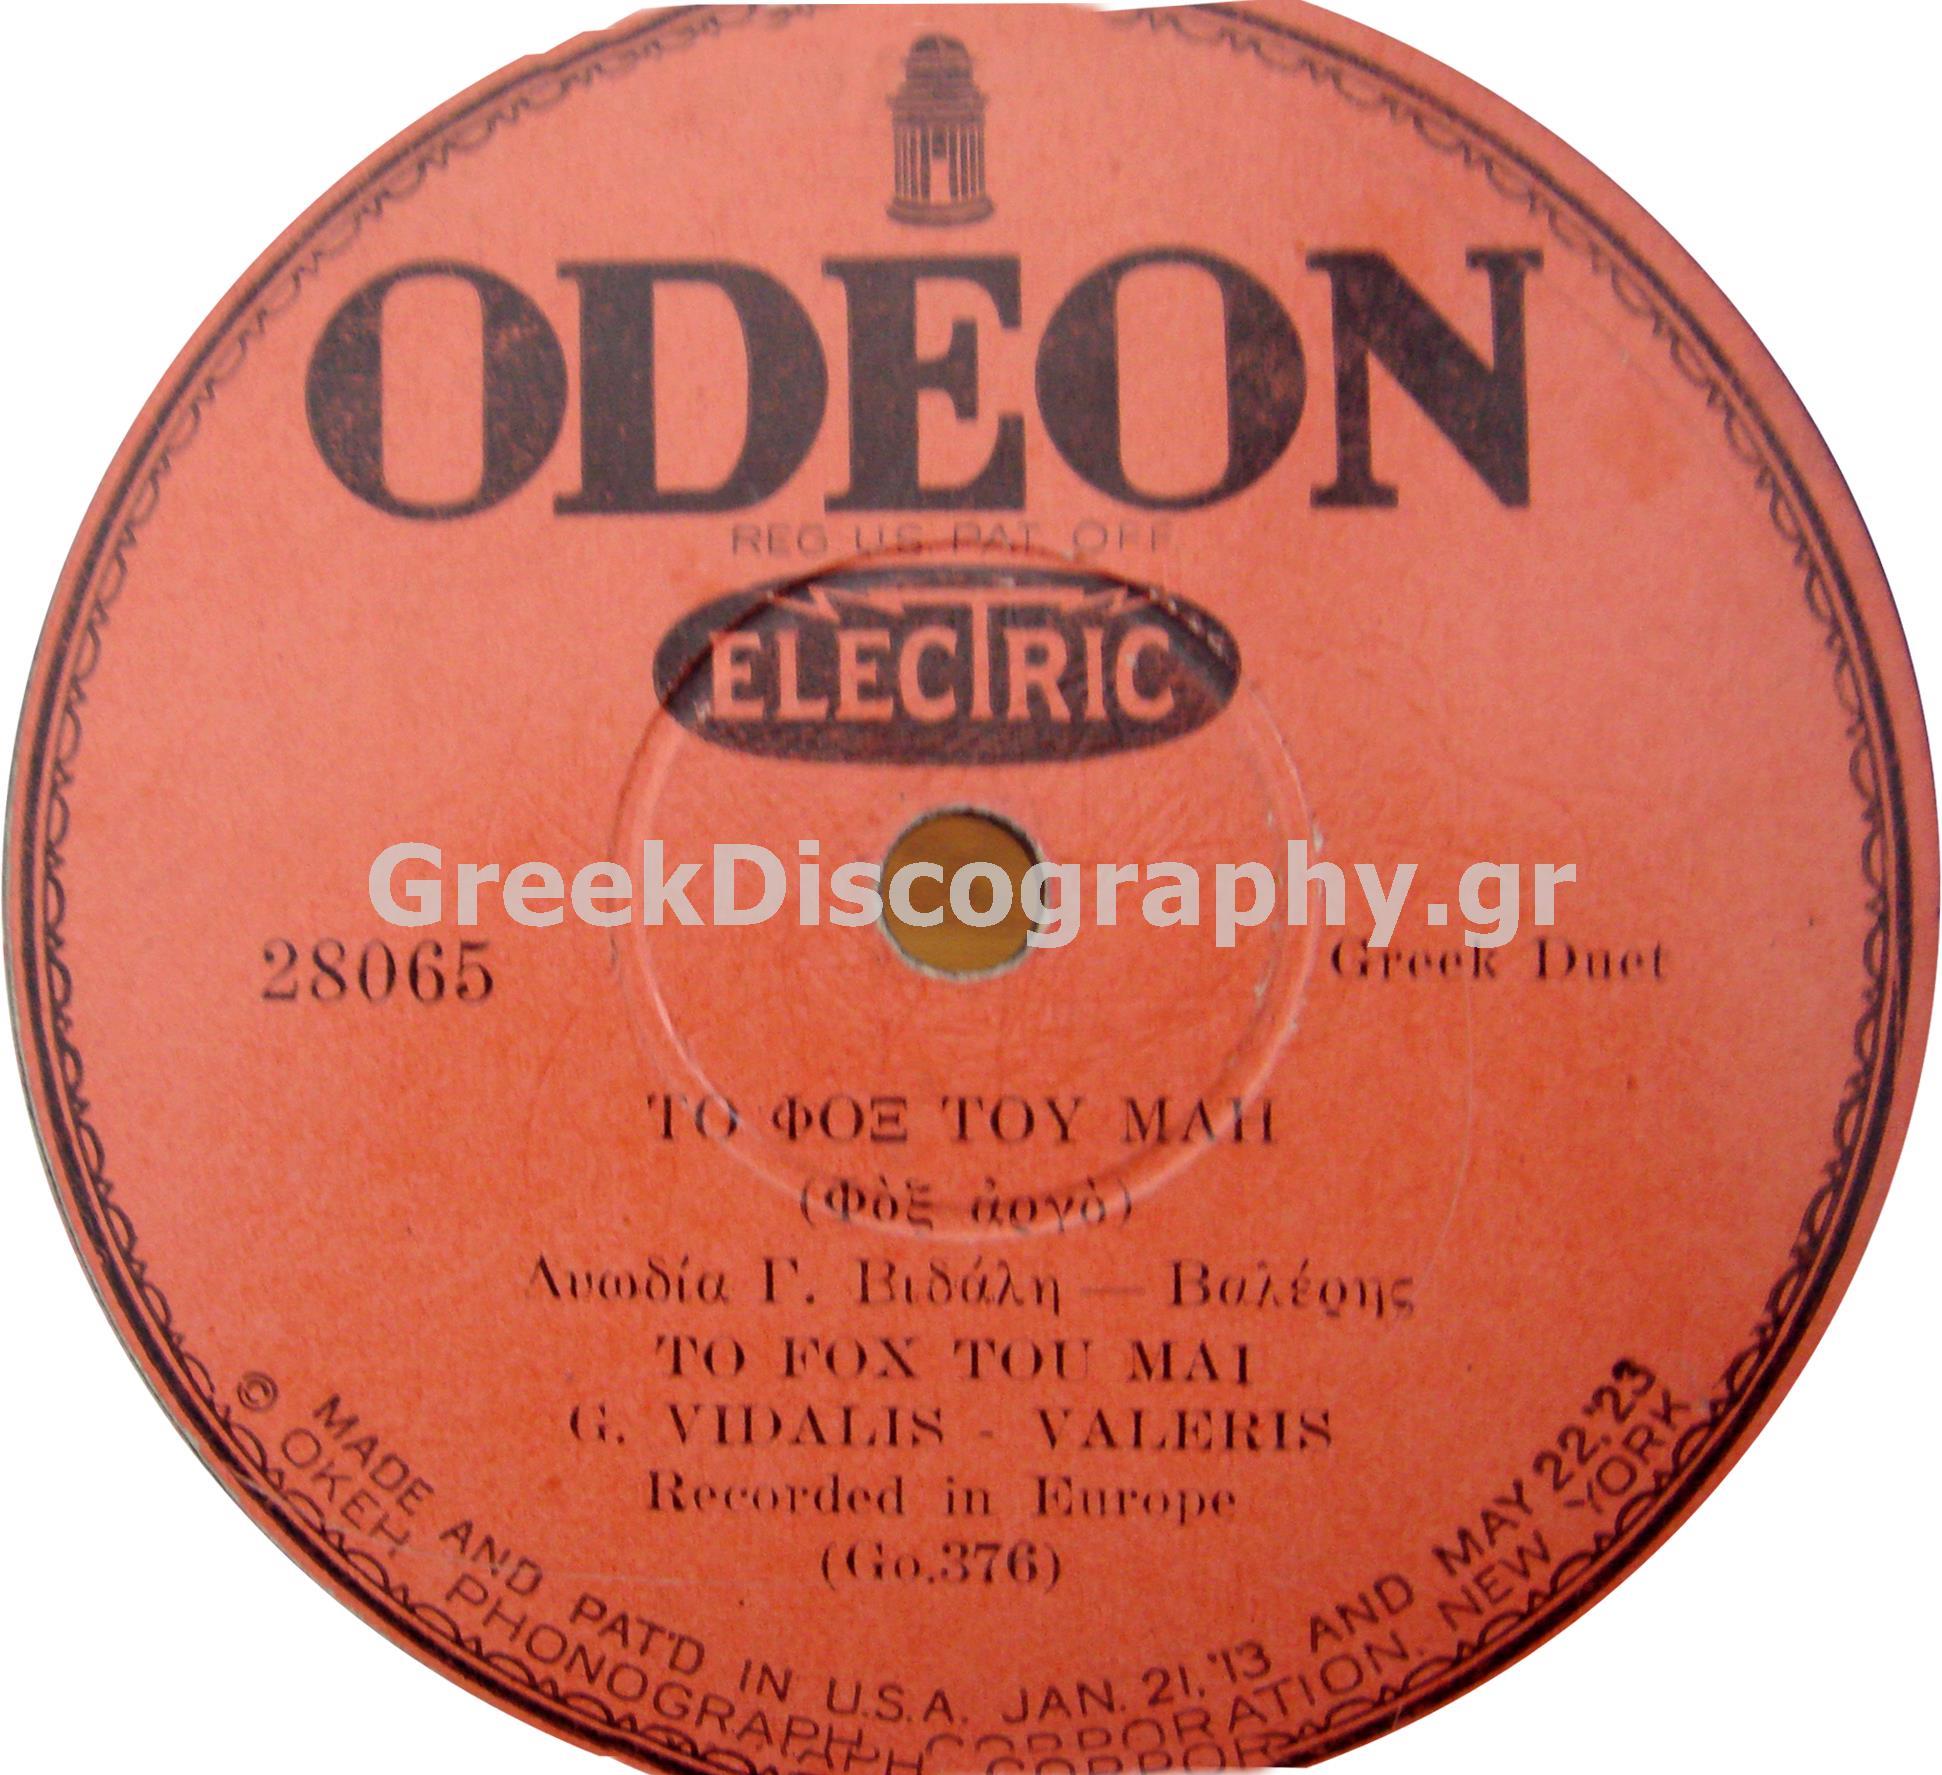 ODEON
REG US PAT OFF
ELECTRIC
GreekDiscography.gr
28065
Greek Duet
ΤΟ ΦΟΞ ΤΟΥ ΜΑΗ
(Φὸξ ἀργὸ)
Δυωδία Γ. Βιδάλη — Βαλέρης
TO FOX TOU MAI
G. VIDALIS - VALERIS
Recorded in Europe
(Go.376)
© MADE AND PAT'D IN U.S.A. JAN. 21, '13 AND MAY 22, '23
OKEH PHONOGRAPH CORPORATION. NEW YORK